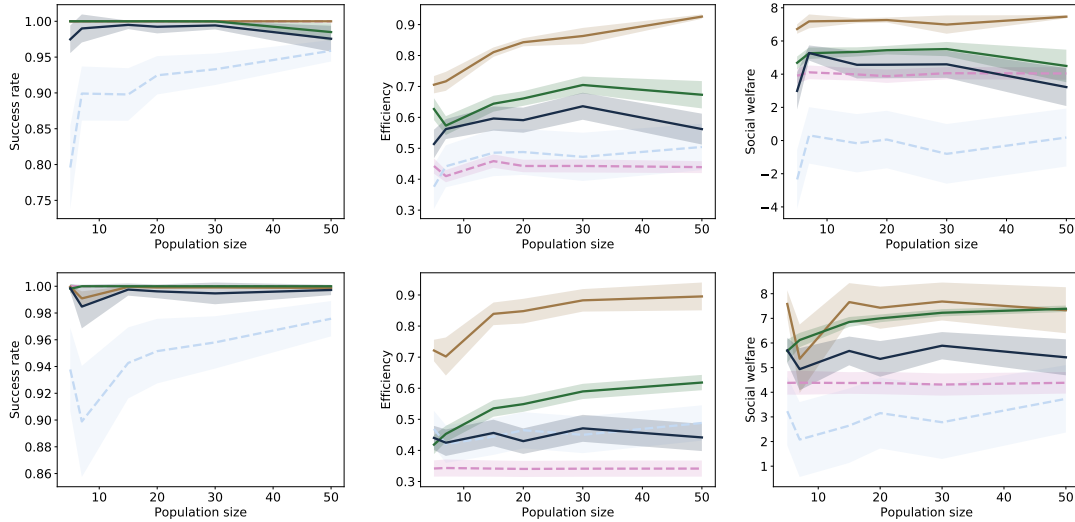 1.00
0.95
0.90
0.85
0.80
0.75
Success rate
10 20 30 40 50
Population size
0.9
0.8
0.7
0.6
0.5
0.4
0.3
Efficiency
10 20 30 40 50
Population size
8
6
4
2
0
−2
−4
Social welfare
10 20 30 40 50
Population size
1.00
0.98
0.96
0.94
0.92
0.90
0.88
0.86
Success rate
10 20 30 40 50
Population size
0.9
0.8
0.7
0.6
0.5
0.4
0.3
Efficiency
10 20 30 40 50
Population size
8
7
6
5
4
3
2
1
Social welfare
10 20 30 40 50
Population size